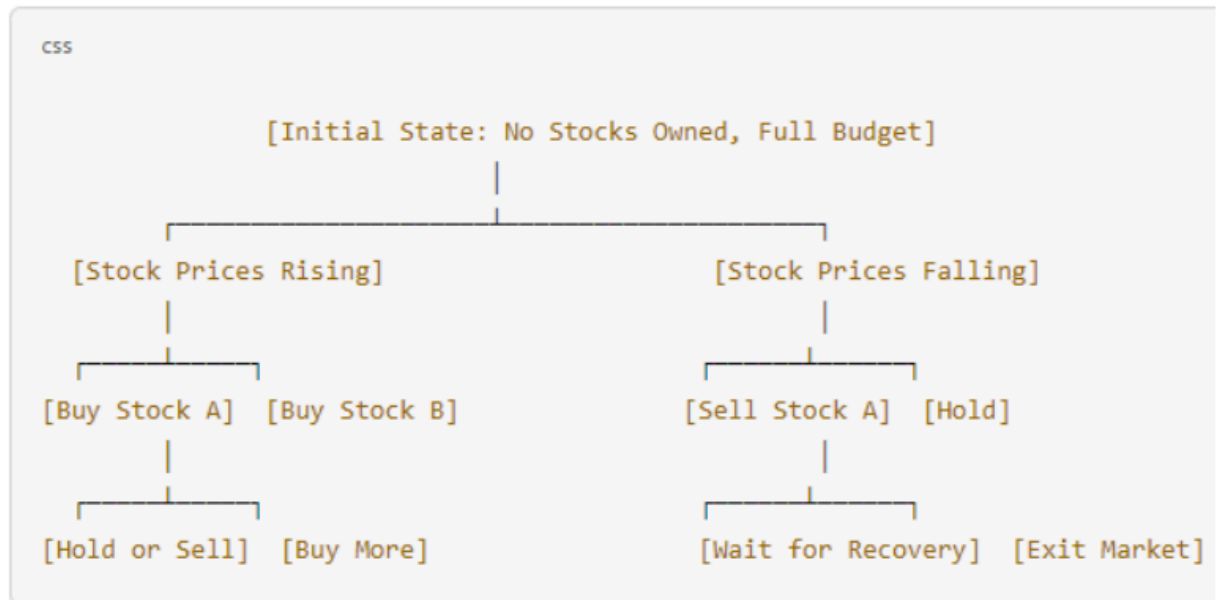 css
[Initial State: No Stocks Owned, Full Budget]
[Stock Prices Rising] [Stock Prices Falling]
[Buy Stock A] [Buy Stock B] [Sell Stock A] [Hold]
[Hold or Sell] [Buy More] [Wait for Recovery] [Exit Market]